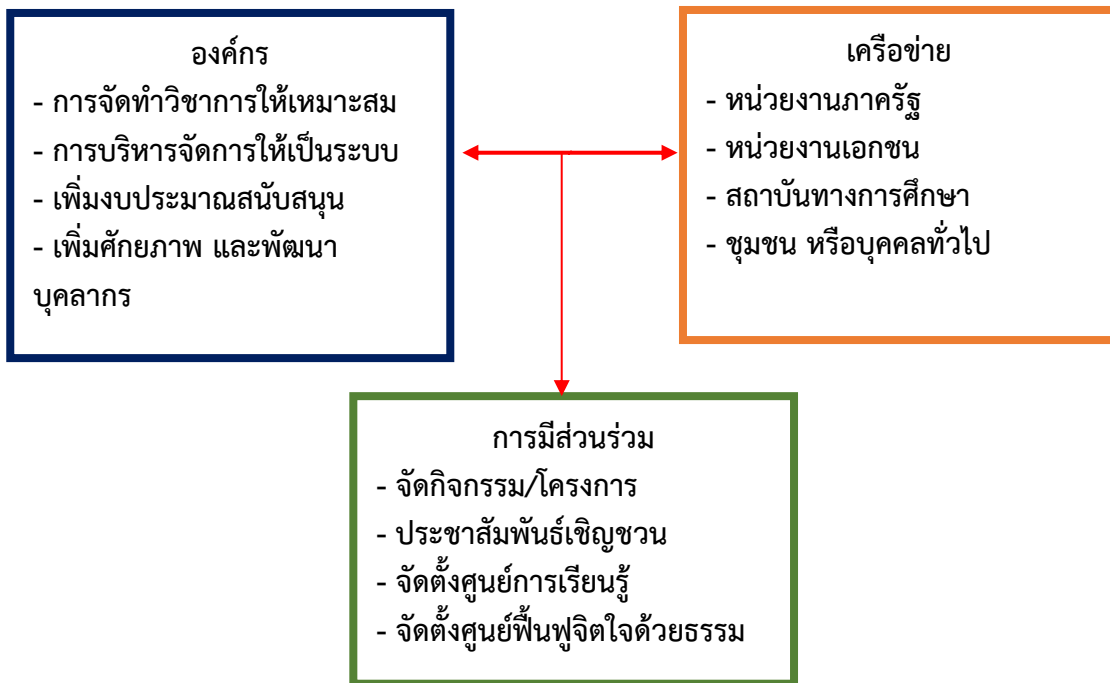 องค์กร
- การจัดทำวิชาการให้เหมาะสม
- การบริหารจัดการให้เป็นระบบ
- เพิ่มงบประมาณสนับสนุน
- เพิ่มศักยภาพ และพัฒนา
บุคลากร
เครือข่าย
- หน่วยงานภาครัฐ
- หน่วยงานเอกชน
- สถาบันทางการศึกษา
- ชุมชน หรือบุคคลทั่วไป
การมีส่วนร่วม
- จัดกิจกรรม/โครงการ
- ประชาสัมพันธ์เชิญชวน
- จัดตั้งศูนย์การเรียนรู้
- จัดตั้งศูนย์ฟื้นฟูจิตใจด้วยธรรม